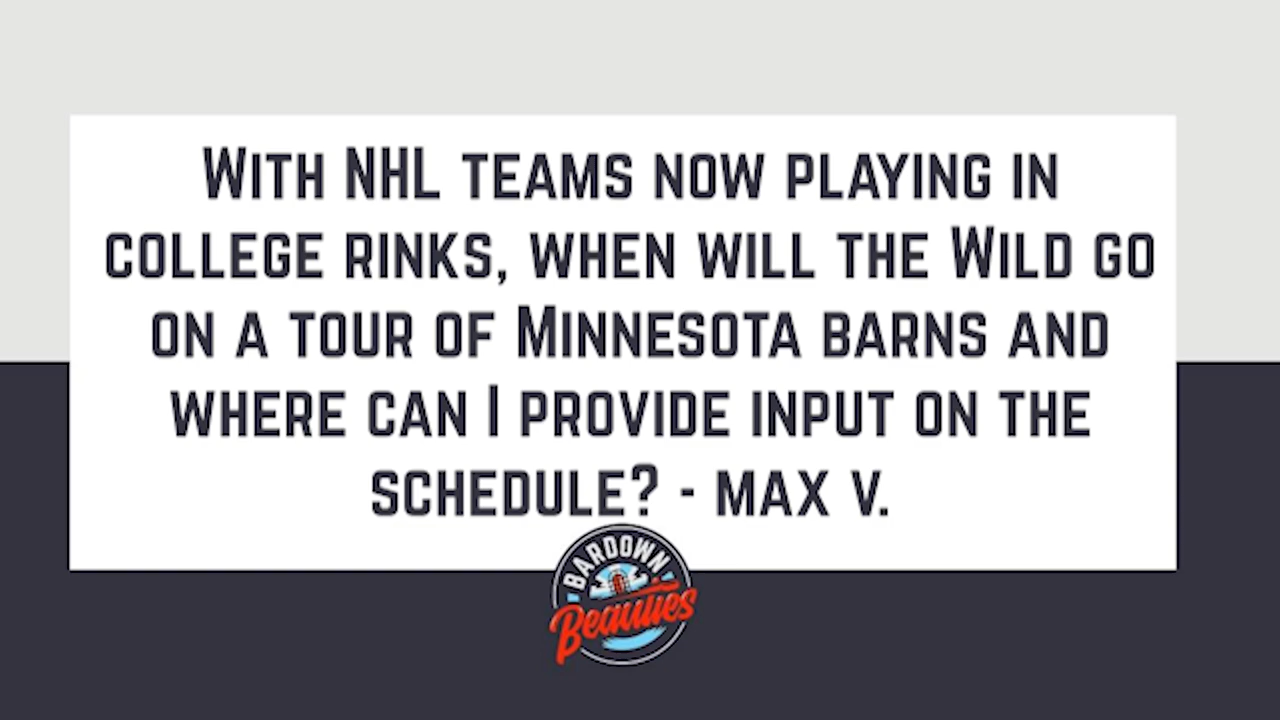 With NHL teams now playing in
college rinks, when will the Wild go
on a tour of Minnesota barns and
where can I provide input on the
schedule? - max v.
BARDOWN
Beauties